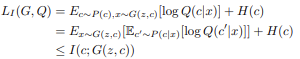 L_I(G, Q) = E_{c∼P(c),x∼G(z,c)}[log Q(c|x)] + H(c)
= E_{x∼G(z,c)}[𝔼_{c'∼P(c|x)}[log Q(c'|x)]] + H(c)
≤ I(c; G(z, c))